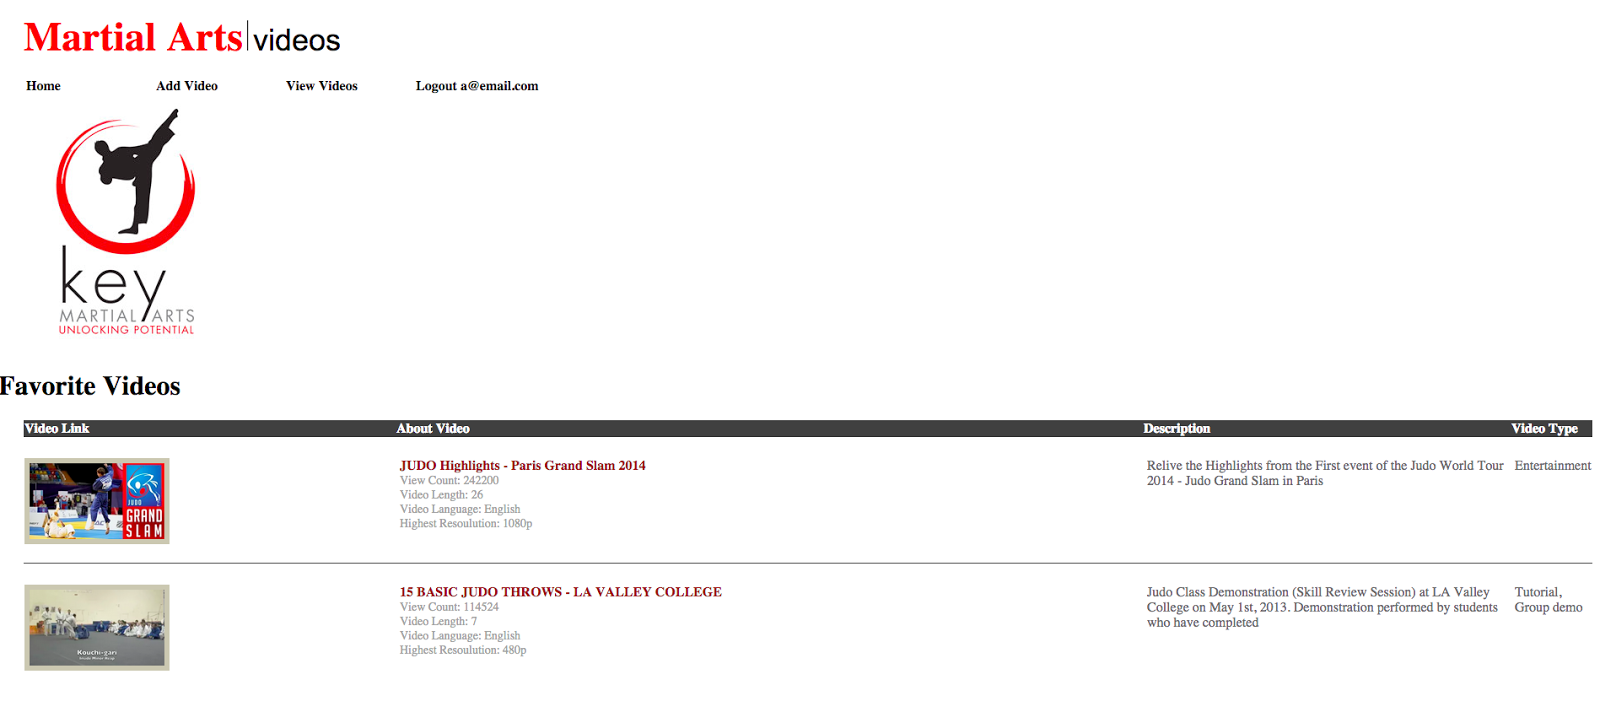 Martial Arts videos
Home Add Video View Videos Logout a@email.com
key
MARTIAL ARTS
UNLOCKING POTENTIAL
Favorite Videos
Video Link About Video Description Video Type
JUDO
GRAND
SLAM
JUDO Highlights - Paris Grand Slam 2014
View Count: 242200
Video Length: 26
Video Language: English
Highest Resoulution: 1080p
Relive the Highlights from the First event of the Judo World Tour
2014 - Judo Grand Slam in Paris
Entertainment
Kouchi-gari
15 BASIC JUDO THROWS - LA VALLEY COLLEGE
View Count: 114524
Video Length: 7
Video Language: English
Highest Resoulution: 480p
Judo Class Demonstration (Skill Review Session) at LA Valley
College on May 1st, 2013. Demonstration performed by students
who have completed
Tutorial,
Group demo